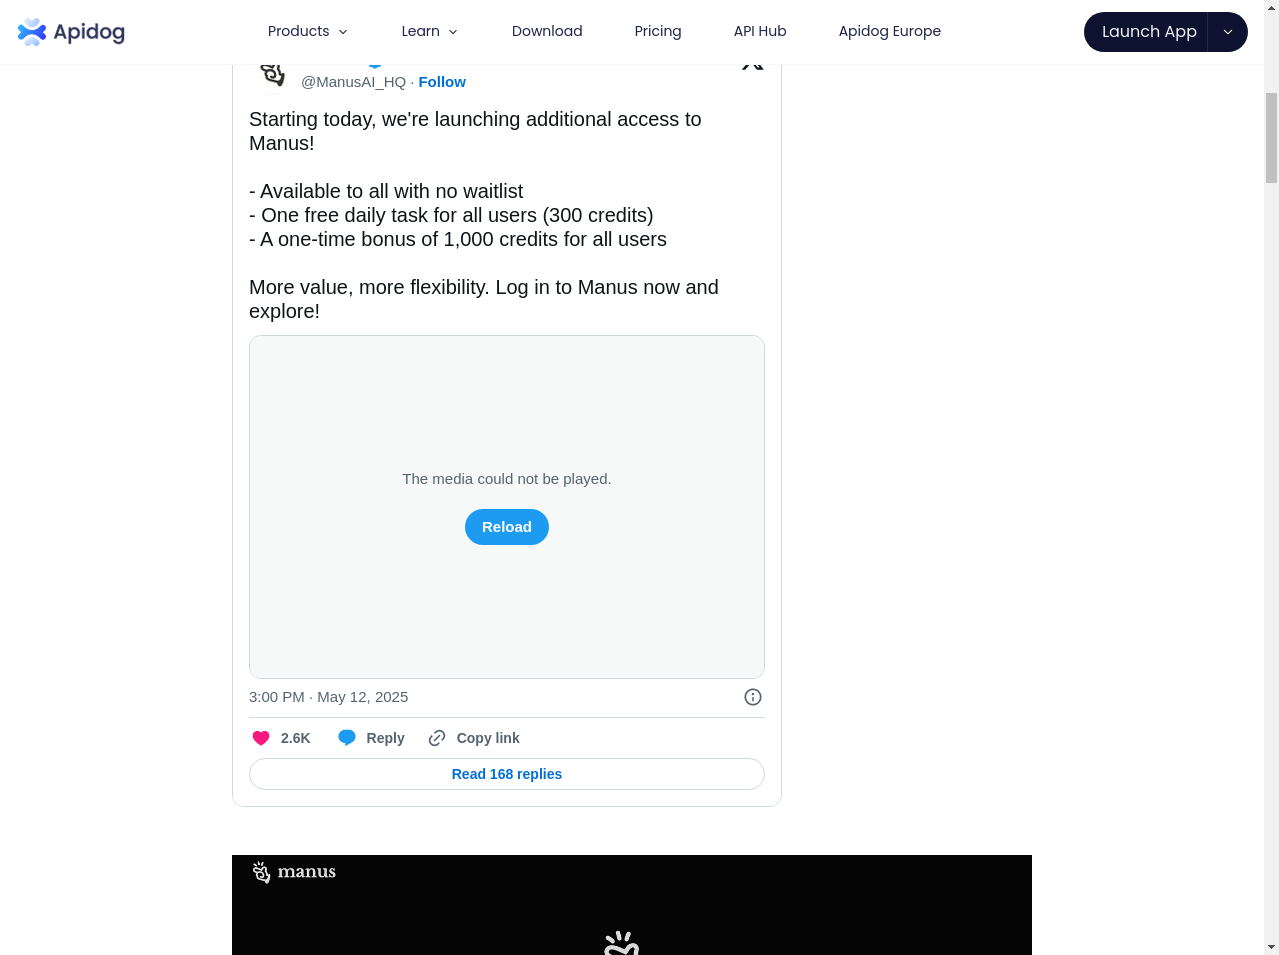 Apidog
Products
Learn
Download
Pricing
API Hub
Apidog Europe
Launch App
@ManusAI_HQ · Follow
Starting today, we're launching additional access to
Manus!
- Available to all with no waitlist
- One free daily task for all users (300 credits)
- A one-time bonus of 1,000 credits for all users
More value, more flexibility. Log in to Manus now and
explore!
The media could not be played.
Reload
3:00 PM · May 12, 2025
2.6K
Reply
Copy link
Read 168 replies
manus